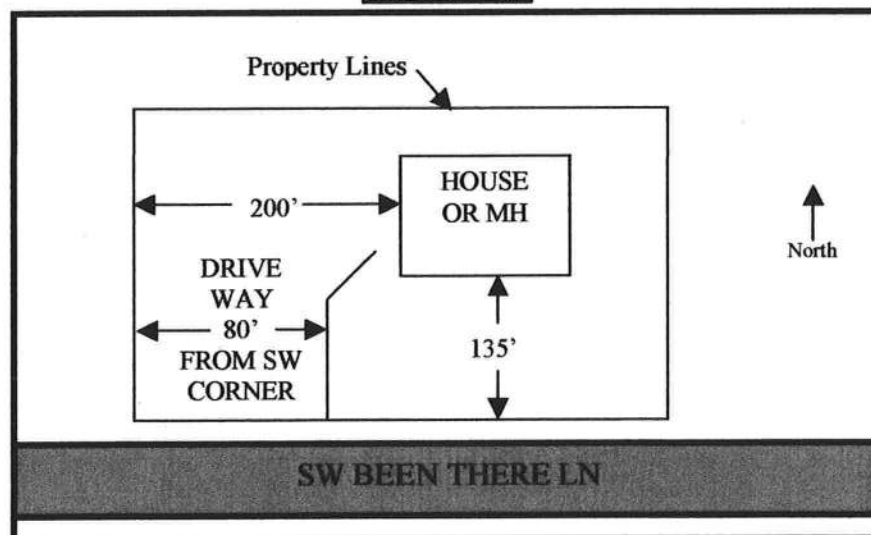 Property Lines
HOUSE
OR MH
200’
North
DRIVE
WAY
80’
FROM SW
CORNER
135’
SW BEEN THERE LN